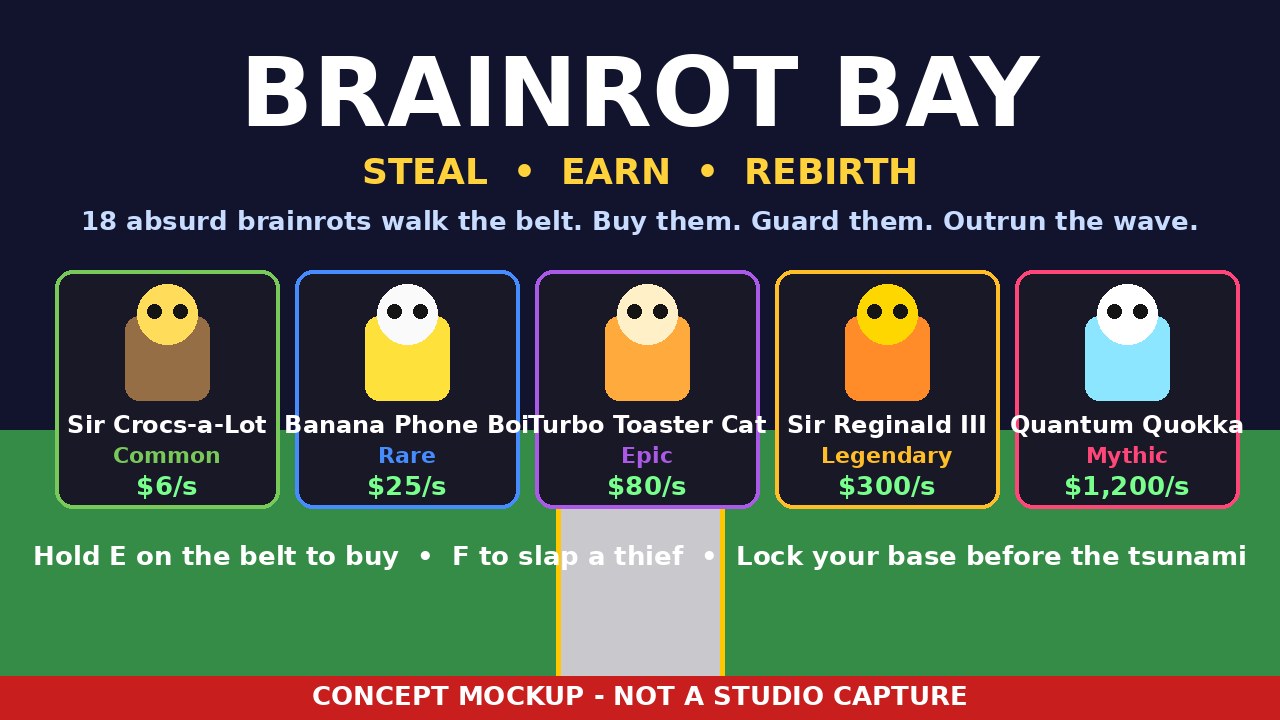 BRAINROT BAY
STEAL • EARN • REBIRTH
18 absurd brainrots walk the belt. Buy them. Guard them. Outrun the wave.
Sir Crocs-a-Lot
Common
$6/s
Banana Phone Boi
Rare
$25/s
Turbo Toaster Cat
Epic
$80/s
Sir Reginald III
Legendary
$300/s
Quantum Quokka
Mythic
$1,200/s
Hold E on the belt to buy • F to slap a thief • Lock your base before the tsunami
CONCEPT MOCKUP - NOT A STUDIO CAPTURE